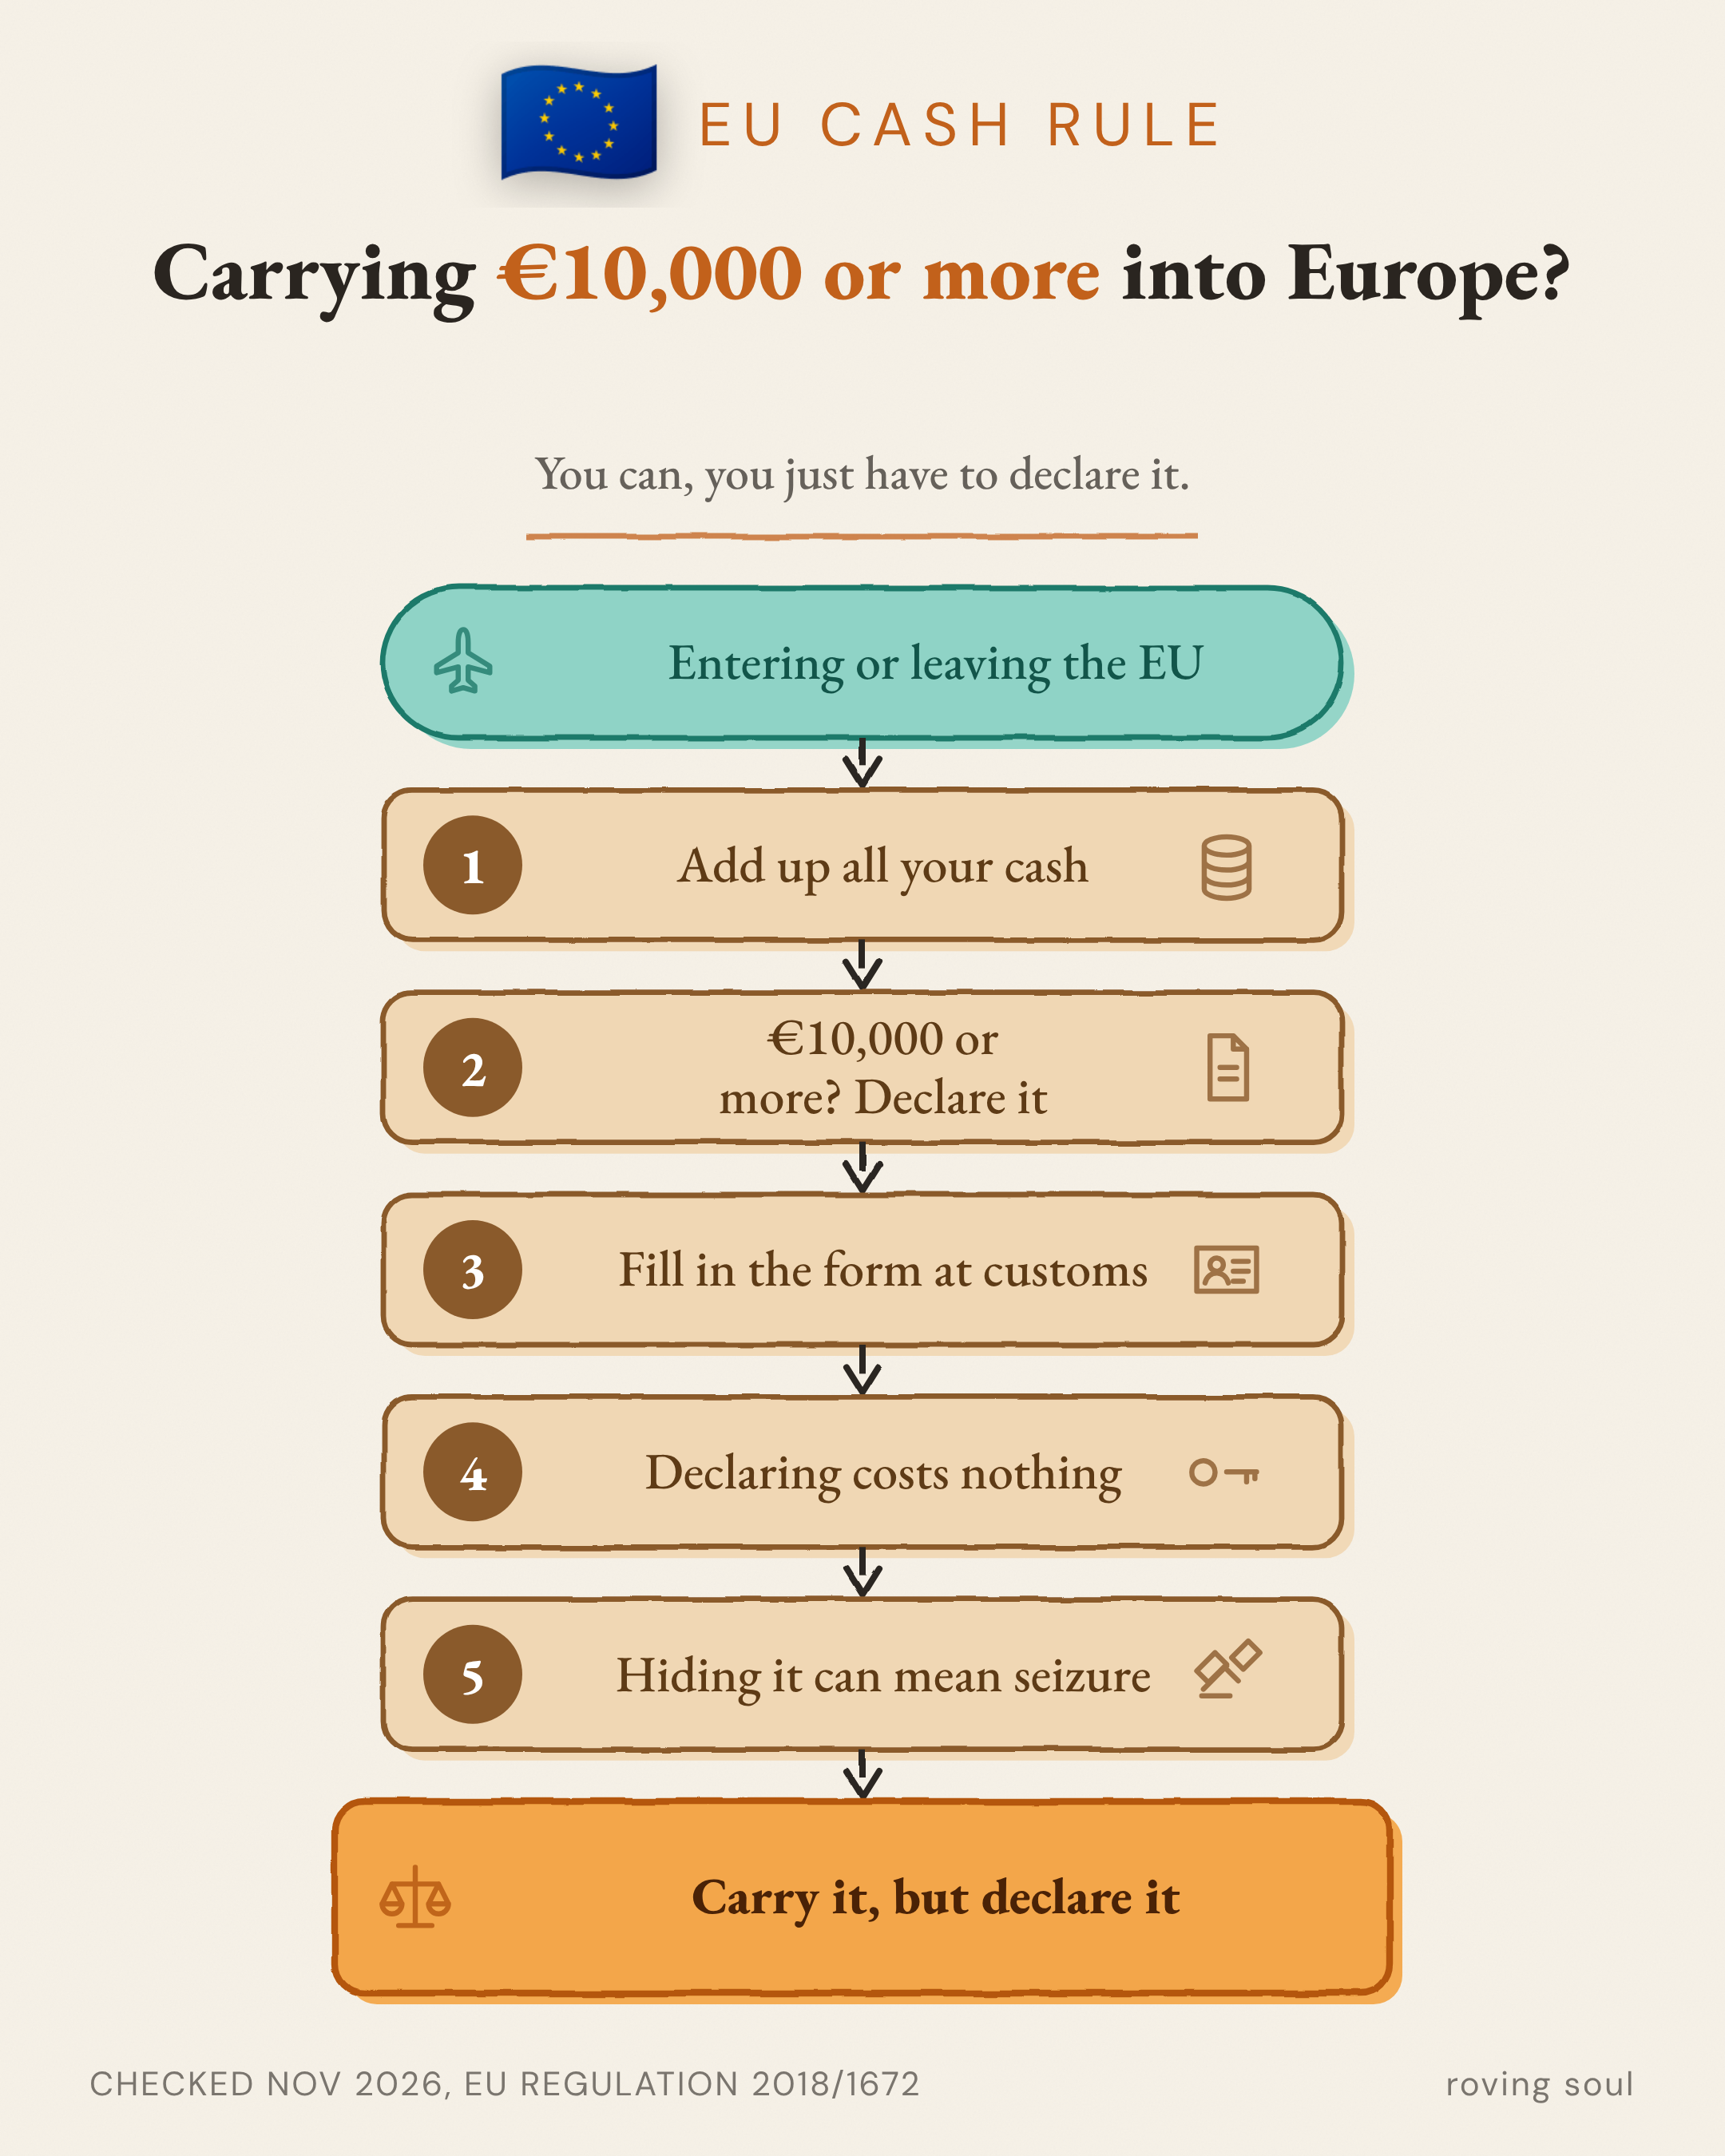 EU CASH RULE
Carrying €10,000 or more into Europe?
You can, you just have to declare it.
Entering or leaving the EU
1 Add up all your cash
2 €10,000 or
more? Declare it
3 Fill in the form at customs
4 Declaring costs nothing
5 Hiding it can mean seizure
Carry it, but declare it
CHECKED NOV 2026, EU REGULATION 2018/1672
roving soul